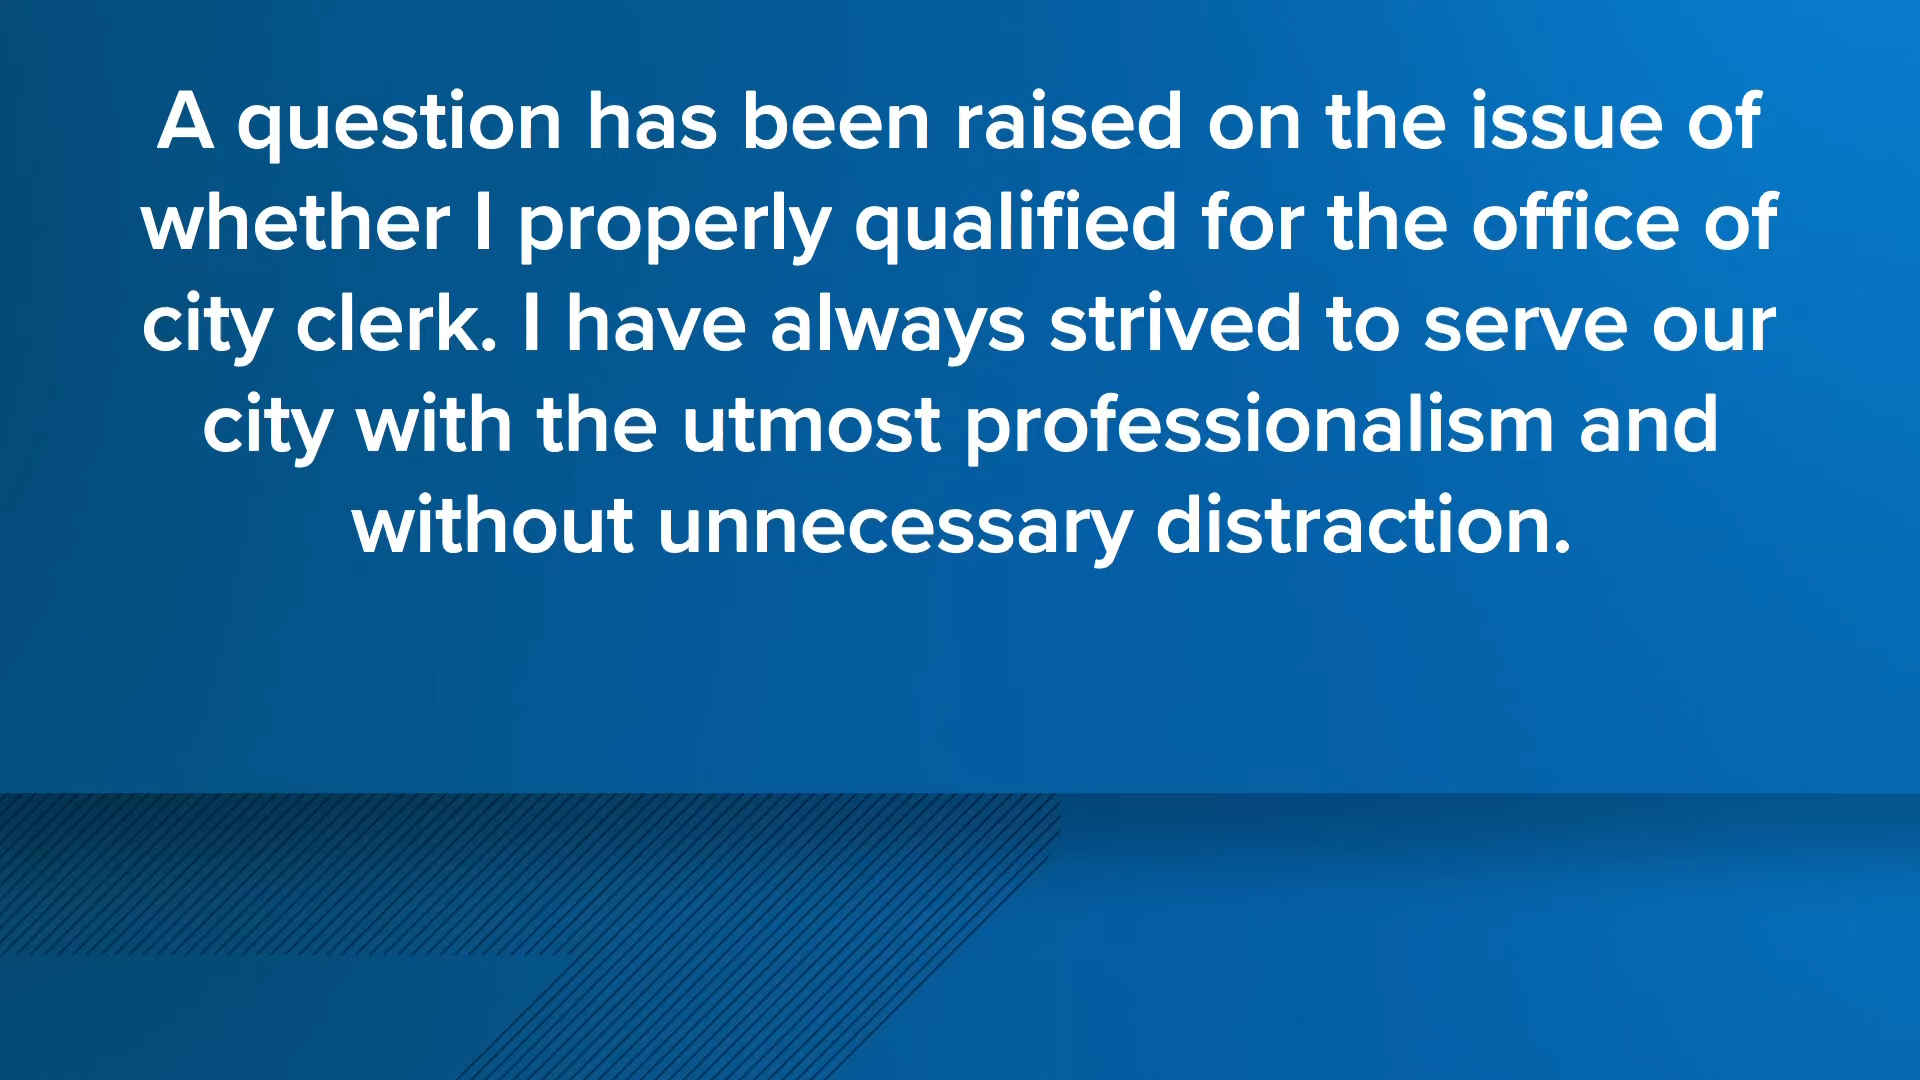 A question has been raised on the issue of
whether I properly qualified for the office of
city clerk. I have always strived to serve our
city with the utmost professionalism and
without unnecessary distraction.